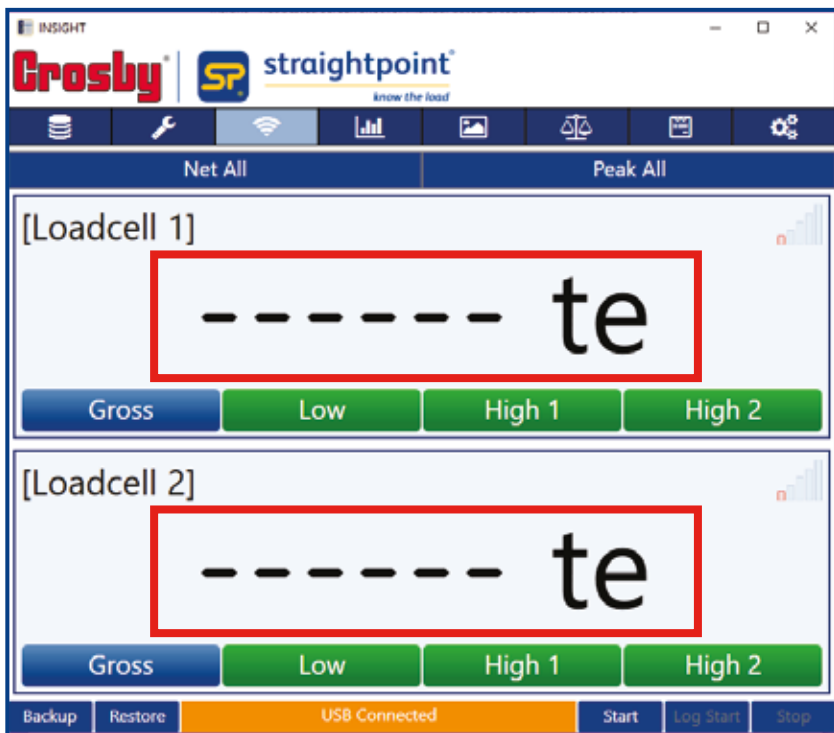 INSIGHT
Crosby | SP. straightpoint
know the load
Net All Peak All
[Loadcell 1]
------ te
Gross Low High 1 High 2
[Loadcell 2]
------ te
Gross Low High 1 High 2
Backup Restore USB Connected Start Log Start Stop